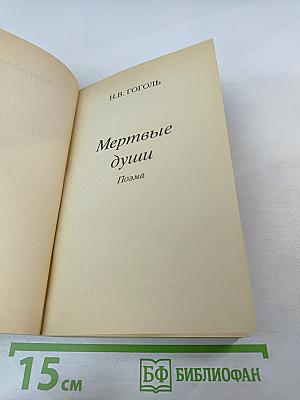 Н.В. ГОГОЛЬ
Мертвые
души
Поэма
15 см
БФ БИБЛИОФАН